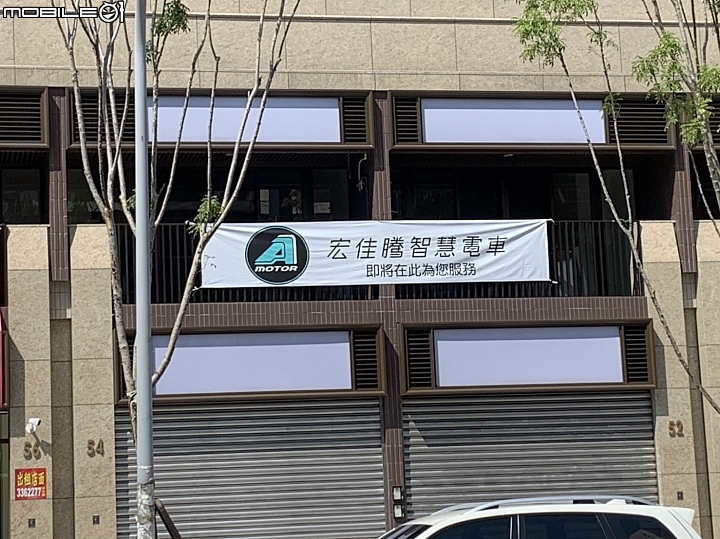 MOBILE01
A
MOTOR
宏佳騰智慧電車
即將在此為您服務
56
54
52
出租店面
3362277